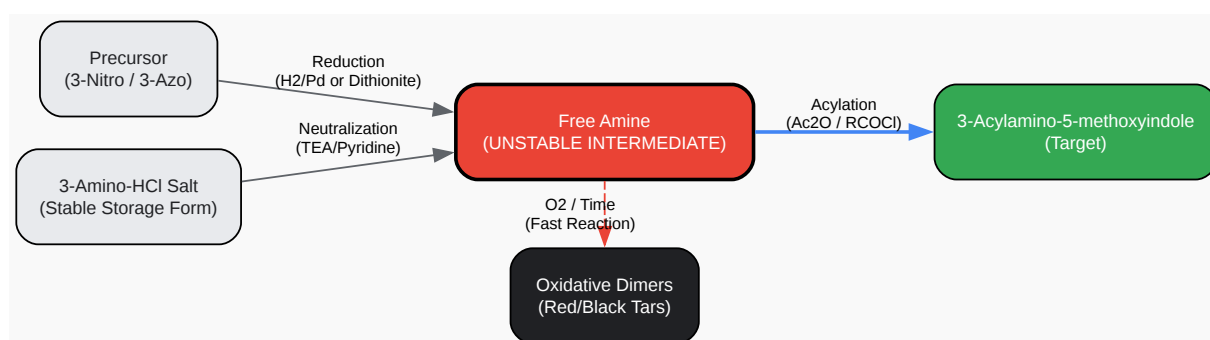 Precursor
(3-Nitro / 3-Azo)
Reduction
(H2/Pd or Dithionite)
Neutralization
(TEA/Pyridine)
3-Amino-HCl Salt
(Stable Storage Form)
Free Amine
(UNSTABLE INTERMEDIATE)
Acylation
(Ac2O / RCOCl)
3-Acylamino-5-methoxyindole
(Target)
O2 / Time
(Fast Reaction)
Oxidative Dimers
(Red/Black Tars)